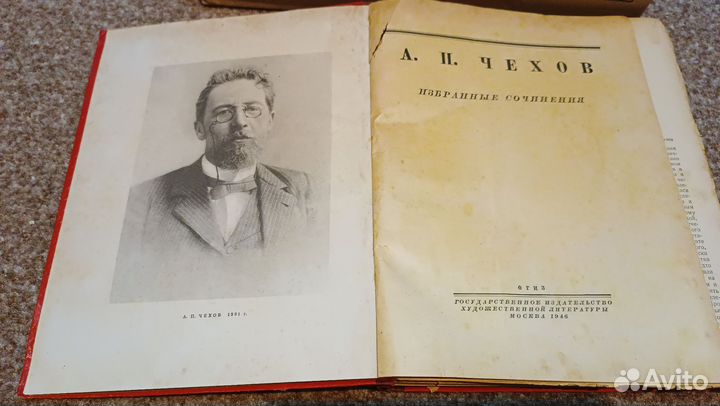 А. П. ЧЕХОВ 1901 г.
А. П. ЧЕХОВ
ИЗБРАННЫЕ СОЧИНЕНИЯ
ОГИЗ
ГОСУДАРСТВЕННОЕ ИЗДАТЕЛЬСТВО
ХУДОЖЕСТВЕННОЙ ЛИТЕРАТУРЫ
МОСКВА 1946
Avito